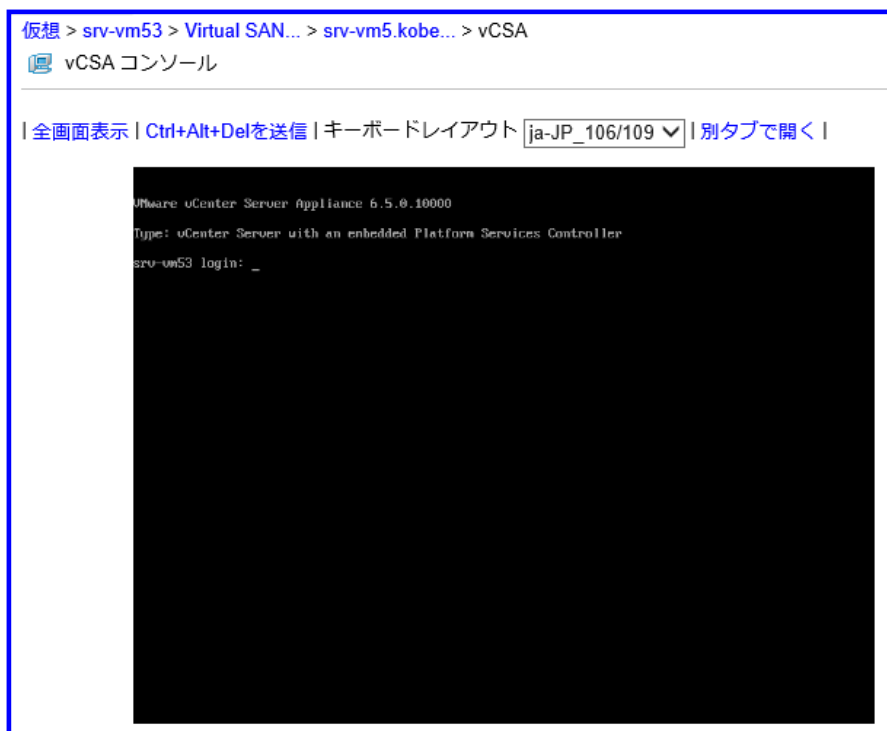 仮想 > srv-vm53 > Virtual SAN... > srv-vm5.kobe... > vCSA
vCSA コンソール
| 全画面表示 | Ctrl+Alt+Delを送信 | キーボードレイアウト ja-JP_106/109 | 別タブで開く |
VMware vCenter Server Appliance 6.5.0.10000
Type: vCenter Server with an embedded Platform Services Controller
srv-vm53 login: _